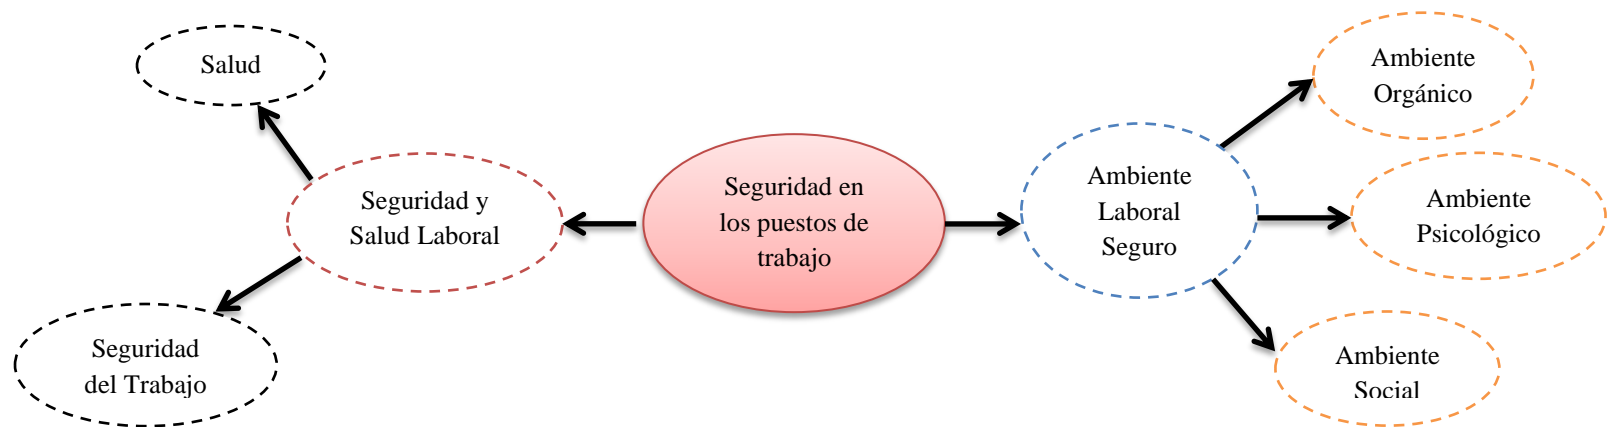 Salud
Seguridad y
Salud Laboral
Seguridad
del Trabajo
Seguridad en
los puestos de
trabajo
Ambiente
Laboral
Seguro
Ambiente
Orgánico
Ambiente
Psicológico
Ambiente
Social